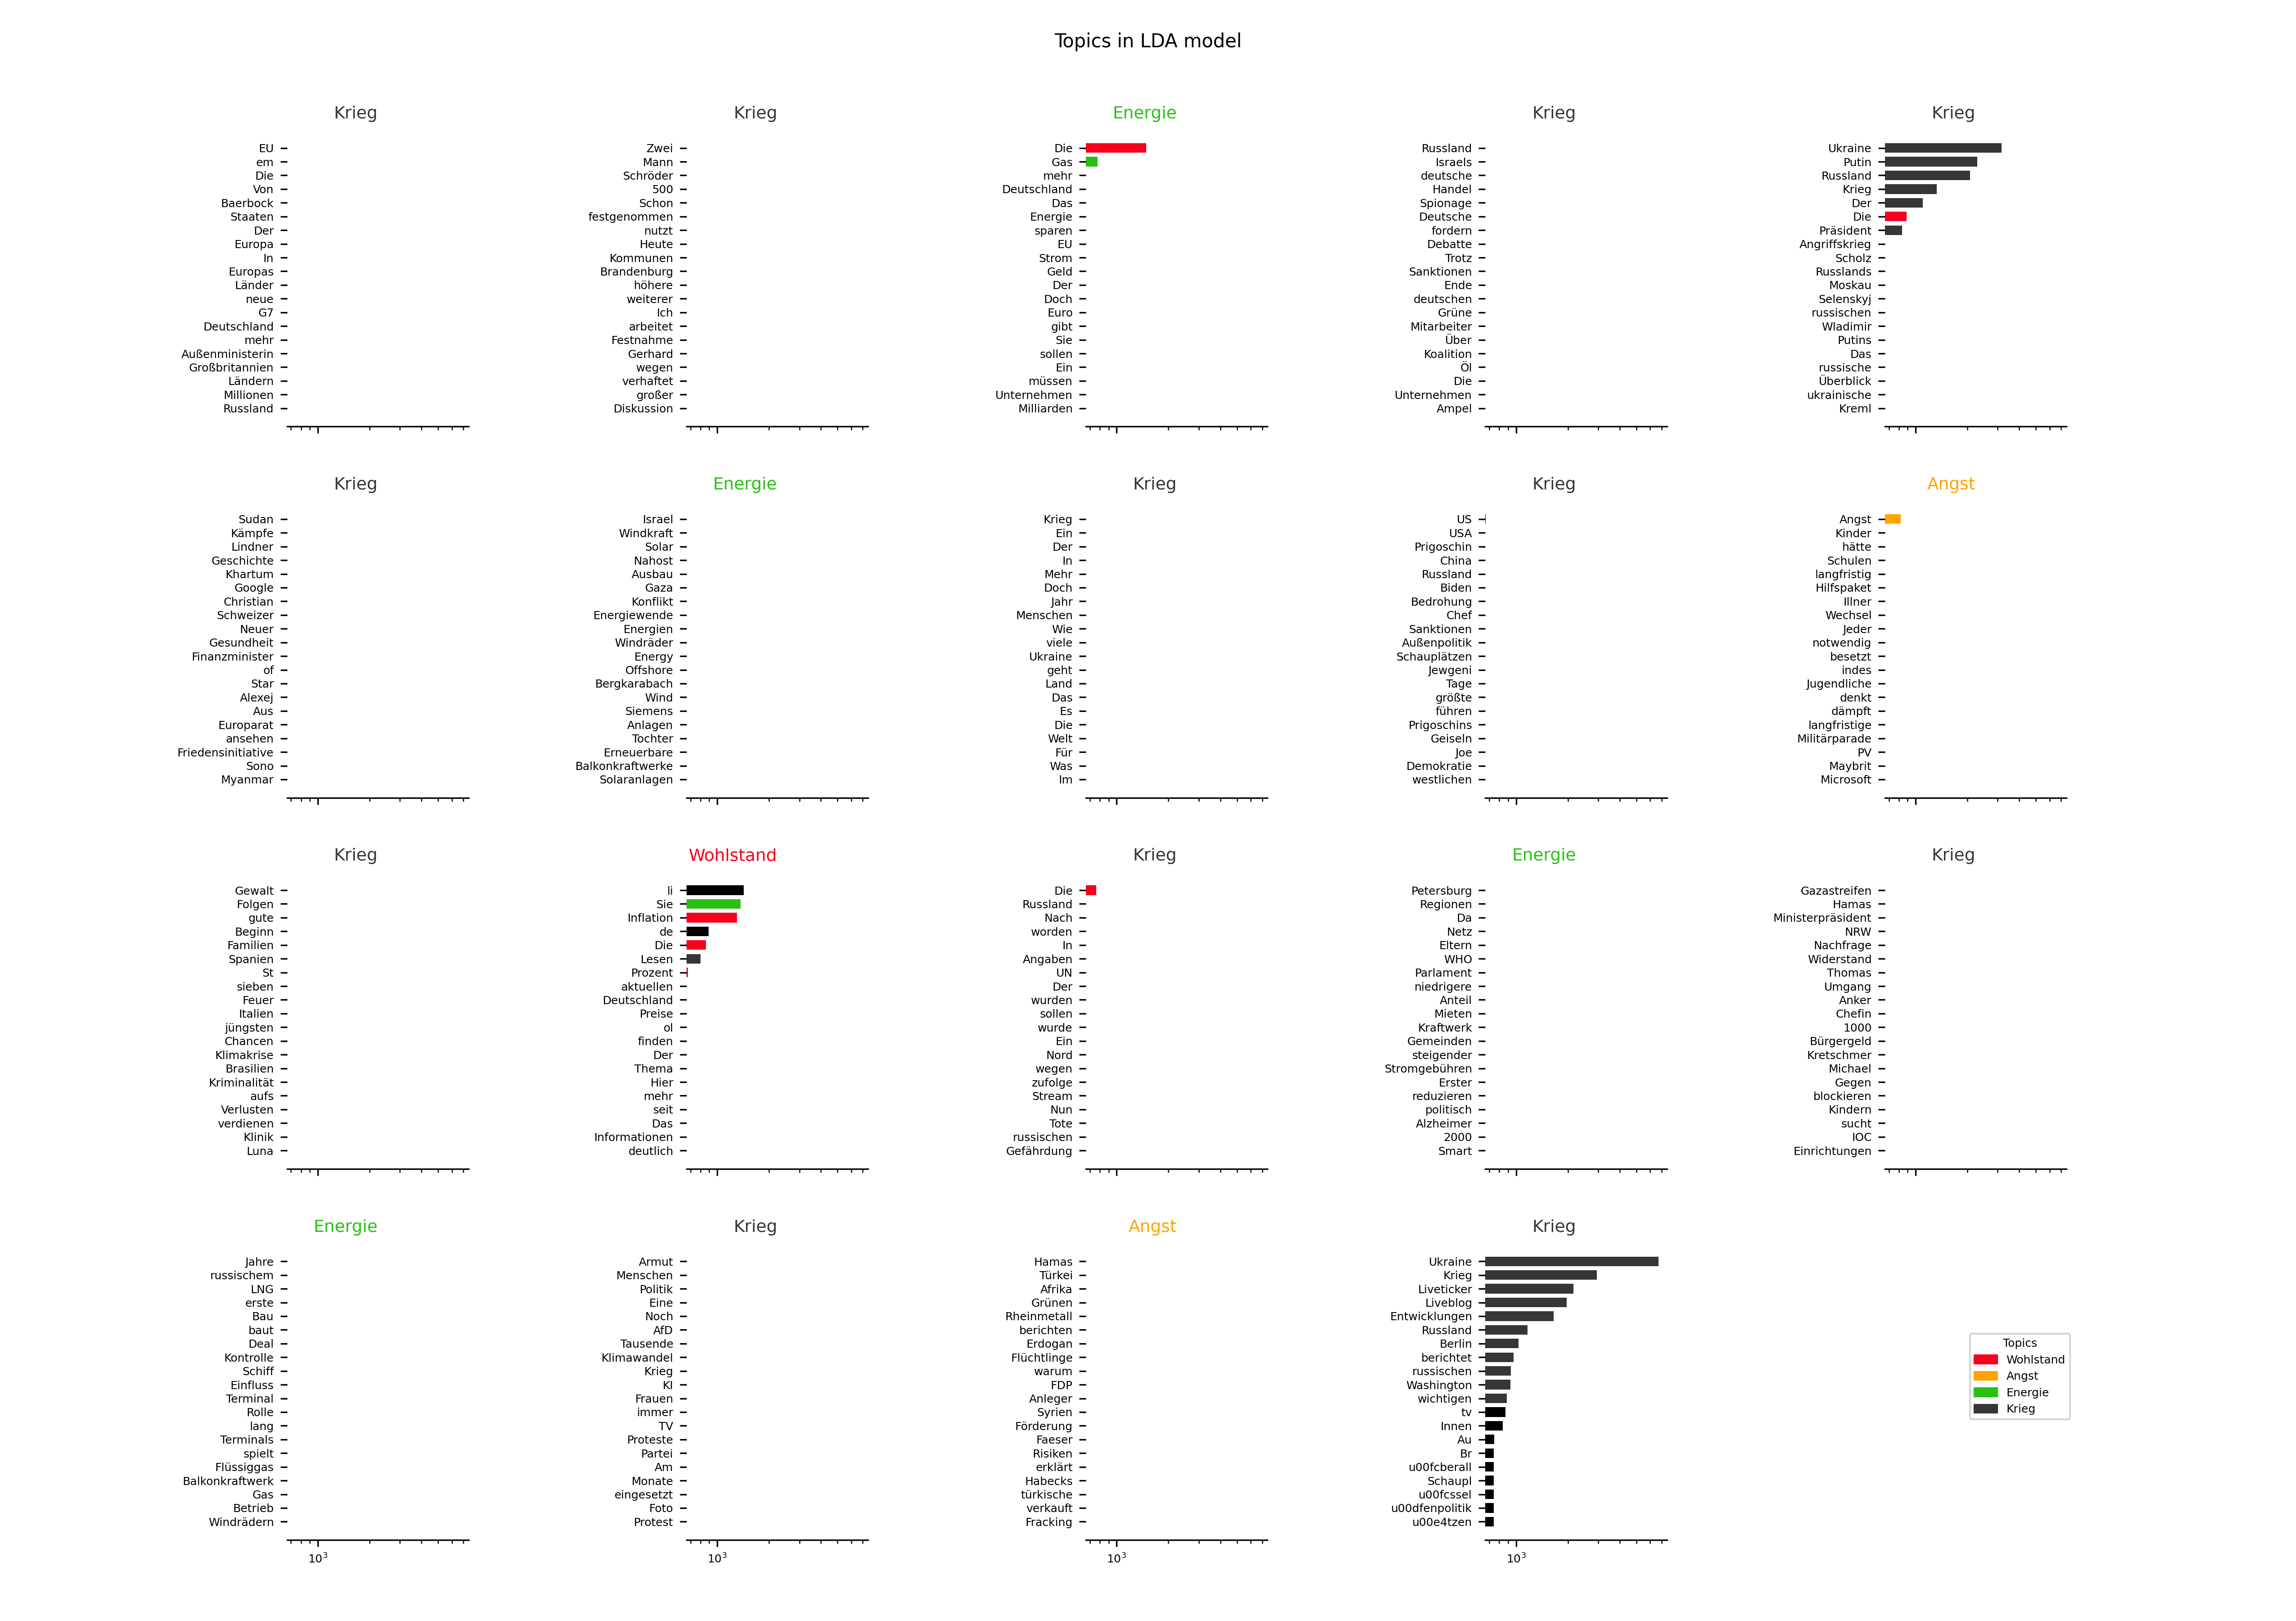 Topics in LDA model
Krieg
EU
em
Die
Von
Baerbock
Staaten
Der
Europa
In
Europas
Länder
neue
G7
Deutschland
mehr
Außenministerin
Großbritannien
Ländern
Millionen
Russland
Krieg
Zwei
Mann
Schröder
500
Schon
festgenommen
nutzt
Heute
Kommunen
Brandenburg
höhere
weiterer
Ich
arbeitet
Festnahme
Gerhard
wegen
verhaftet
großer
Diskussion
Energie
Die
Gas
mehr
Deutschland
Das
Energie
sparen
EU
Strom
Geld
Der
Doch
Euro
gibt
Sie
sollen
Ein
müssen
Unternehmen
Milliarden
Krieg
Russland
Israels
deutsche
Handel
Spionage
Deutsche
fordern
Debatte
Trotz
Sanktionen
Ende
deutschen
Grüne
Mitarbeiter
Über
Koalition
Öl
Die
Unternehmen
Ampel
Krieg
Ukraine
Putin
Russland
Krieg
Der
Die
Präsident
Angriffskrieg
Scholz
Russlands
Moskau
Selenskyj
russischen
Wladimir
Putins
Das
russische
Überblick
ukrainische
Kreml
Krieg
Sudan
Kämpfe
Lindner
Geschichte
Khartum
Google
Christian
Schweizer
Neuer
Gesundheit
Finanzminister
of
Star
Alexej
Aus
Europarat
ansehen
Friedensinitiative
Sono
Myanmar
Energie
Israel
Windkraft
Solar
Nahost
Ausbau
Gaza
Konflikt
Energiewende
Energien
Windräder
Energy
Offshore
Bergkarabach
Wind
Siemens
Anlagen
Tochter
Erneuerbare
Balkonkraftwerke
Solaranlagen
Krieg
Krieg
Ein
Der
In
Mehr
Doch
Jahr
Menschen
Wie
viele
Ukraine
geht
Land
Das
Es
Die
Welt
Für
Was
Im
Krieg
US
USA
Prigoschin
China
Russland
Biden
Bedrohung
Chef
Sanktionen
Außenpolitik
Schauplätzen
Jewgeni
Tage
größte
führen
Prigoschins
Geiseln
Joe
Demokratie
westlichen
Angst
Angst
Kinder
hätte
Schulen
langfristig
Hilfspaket
Illner
Wechsel
Jeder
notwendig
besetzt
indes
Jugendliche
denkt
dämpft
langfristige
Militärparade
PV
Maybrit
Microsoft
Krieg
Gewalt
Folgen
gute
Beginn
Familien
Spanien
St
sieben
Feuer
Italien
jüngsten
Chancen
Klimakrise
Brasilien
Kriminalität
aufs
Verlusten
verdienen
Klinik
Luna
Wohlstand
li
Sie
Inflation
de
Die
Lesen
Prozent
aktuellen
Deutschland
Preise
ol
finden
Der
Thema
Hier
mehr
seit
Das
Informationen
deutlich
Krieg
Die
Russland
Nach
worden
In
Angaben
UN
Der
wurden
sollen
wurde
Ein
Nord
wegen
zufolge
Stream
Nun
Tote
russischen
Gefährdung
Energie
Petersburg
Regionen
Da
Netz
Eltern
WHO
Parlament
niedrigere
Anteil
Mieten
Kraftwerk
Gemeinden
steigender
Stromgebühren
Erster
reduzieren
politisch
Alzheimer
2000
Smart
Krieg
Gazastreifen
Hamas
Ministerpräsident
NRW
Nachfrage
Widerstand
Thomas
Umgang
Anker
Chefin
1000
Bürgergeld
Kretschmer
Michael
Gegen
blockieren
Kindern
sucht
IOC
Einrichtungen
Energie
Jahre
russischem
LNG
erste
Bau
baut
Deal
Kontrolle
Schiff
Einfluss
Terminal
Rolle
lang
Terminals
spielt
Flüssiggas
Balkonkraftwerk
Gas
Betrieb
Windrädern
10³
Krieg
Armut
Menschen
Politik
Eine
Noch
AfD
Tausende
Klimawandel
Krieg
KI
Frauen
immer
TV
Proteste
Partei
Am
Monate
eingesetzt
Foto
Protest
10³
Angst
Hamas
Türkei
Afrika
Grünen
Rheinmetall
berichten
Erdogan
Flüchtlinge
warum
FDP
Anleger
Syrien
Förderung
Faeser
Risiken
erklärt
Habecks
türkische
verkauft
Fracking
10³
Krieg
Ukraine
Krieg
Liveticker
Liveblog
Entwicklungen
Russland
Berlin
berichtet
russischen
Washington
wichtigen
tv
Innen
Au
Br
u00fcberall
Schaupl
u00fcssel
u00dfenpolitik
u00e4tzen
10³
Topics
Wohlstand
Angst
Energie
Krieg